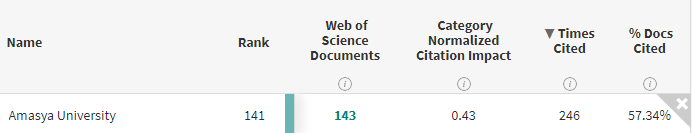 Name Rank Web of Science Documents Category Normalized Citation Impact ▼ Times Cited % Docs Cited
Amasya University 141 143 0.43 246 57.34%